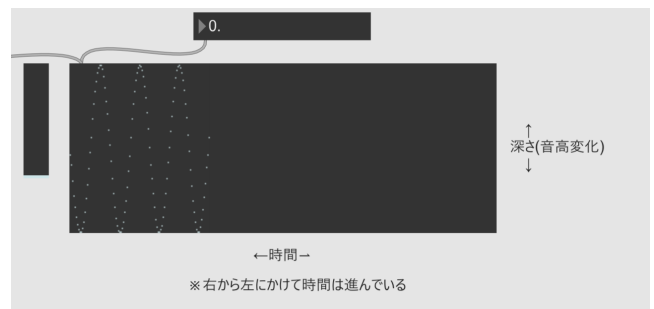 0.
↑
深さ(音高変化)
↓
←時間→
※右から左にかけて時間は進んでいる